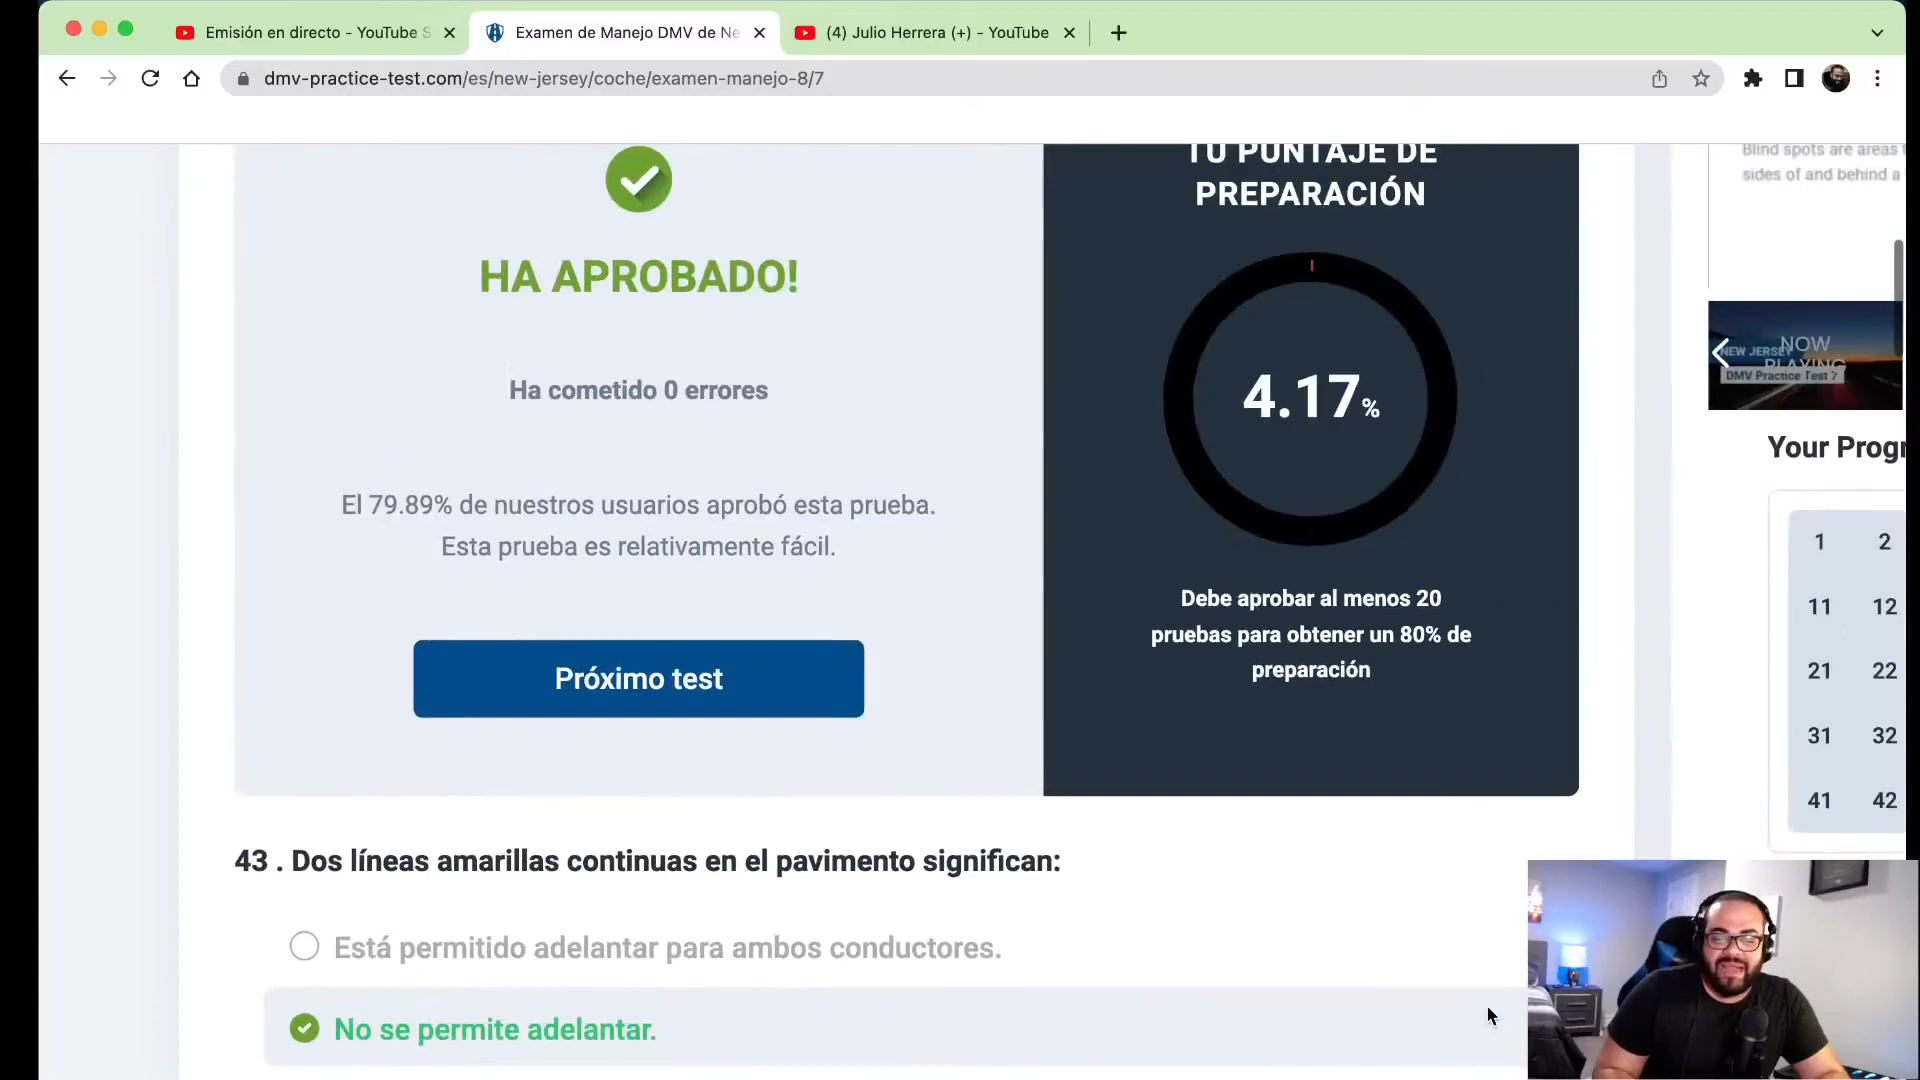 Emisión en directo - YouTube S
Examen de Manejo DMV de Ne
(4) Julio Herrera (+) - YouTube
dmv-practice-test.com/es/new-jersey/coche/examen-manejo-8/7
HA APROBADO!
Ha cometido 0 errores
El 79.89% de nuestros usuarios aprobó esta prueba.
Esta prueba es relativamente fácil.
Próximo test
TU PUNTAJE DE
PREPARACIÓN
4.17%
Debe aprobar al menos 20
pruebas para obtener un 80% de
preparación
Blind spots are areas
sides of and behind a
NOW
PLAYING
NEW JERSEY
DMV Practice Test 7
Your Progr
1 2
11 12
21 22
31 32
41 42
43 . Dos líneas amarillas continuas en el pavimento significan:
Está permitido adelantar para ambos conductores.
No se permite adelantar.